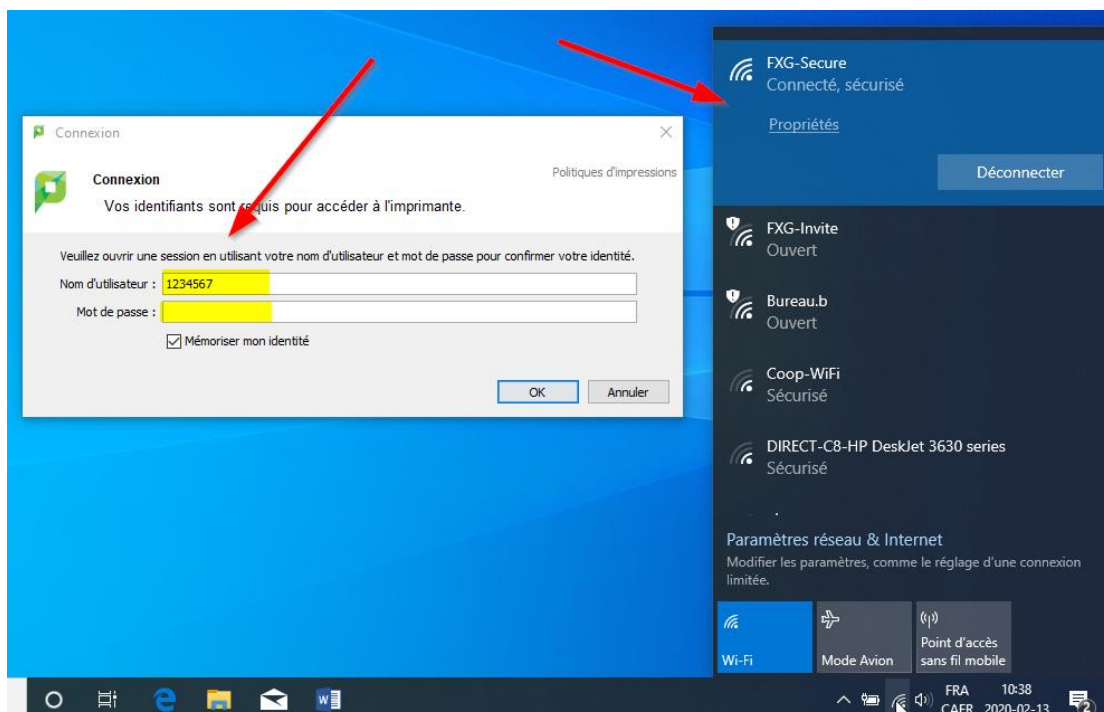 Connexion
Connexion
Politiques d'impressions
Vos identifiants sont requis pour accéder à l'imprimante.
Veuillez ouvrir une session en utilisant votre nom d'utilisateur et mot de passe pour confirmer votre identité.
Nom d'utilisateur : 1234567
Mot de passe :
Mémoriser mon identité
OK Annuler
FXG-Secure
Connecté, sécurisé
Propriétés
Déconnecter
FXG-Invite
Ouvert
Bureau.b
Ouvert
Coop-WiFi
Sécurisé
DIRECT-C8-HP DeskJet 3630 series
Sécurisé
Paramètres réseau & Internet
Modifier les paramètres, comme le réglage d'une connexion
limitée.
Wi-Fi
Mode Avion
Point d'accès
sans fil mobile
FRA 10:38
CAFR 2020-02-13
2